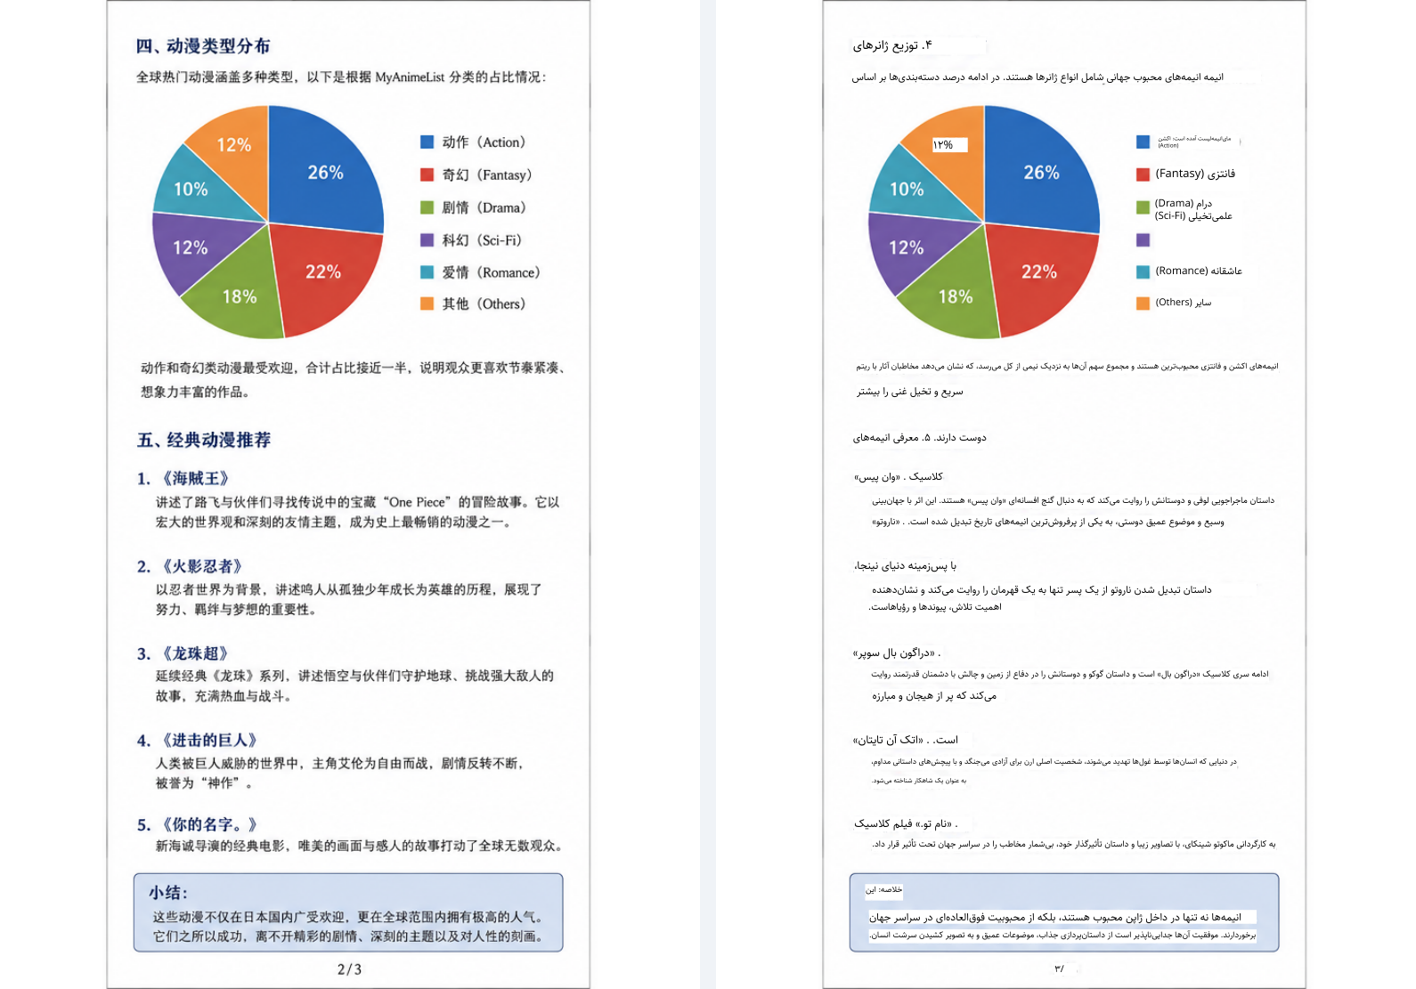 四、动漫类型分布
全球热门动漫涵盖多种类型，以下是根据 MyAnimeList 分类的占比情况：
12%
26%
10%
12%
22%
18%
动作（Action）
奇幻（Fantasy）
剧情（Drama）
科幻（Sci-Fi）
爱情（Romance）
其他（Others）
动作和奇幻类动漫最受欢迎，合计占比接近一半，说明观众更喜欢节奏紧凑、
想象力丰富的作品。
五、经典动漫推荐
1. 《海贼王》
讲述了路飞与伙伴们寻找传说中的宝藏“One Piece”的冒险故事。它以
宏大的世界观和深刻的友情主题，成为史上最畅销的动漫之一。
2. 《火影忍者》
以忍者世界为背景，讲述鸣人从孤独少年成长为英雄的历程，展现了
努力、羁绊与梦想的重要性。
3. 《龙珠超》
延续经典《龙珠》系列，讲述悟空与伙伴们守护地球、挑战强大敌人的
故事，充满热血与战斗。
4. 《进击的巨人》
人类被巨人威胁的世界中，主角艾伦为自由而战，剧情反转不断，
被誉为“神作”。
5. 《你的名字。》
新海诚导演的经典电影，唯美的画面与感人的故事打动了全球无数观众。
小结：
这些动漫不仅在日本国内广受欢迎，更在全球范围内拥有极高的人气。
它们之所以成功，离不开精彩的剧情、深刻的主题以及对人性的刻画。
2/3
۴. توزیع ژانرهای
انیمه انیمه‌های محبوب جهانی شامل انواع ژانرها هستند. در ادامه درصد دسته‌بندی‌ها بر اساس
۱۲%
26%
10%
12%
22%
18%
مای‌انیمه‌لیست آمده است: اکشن
(Action)
فانتزی (Fantasy)
درام (Drama)
علمی‌تخیلی (Sci-Fi)
عاشقانه (Romance)
سایر (Others)
انیمه‌های اکشن و فانتزی محبوب‌ترین هستند و مجموع سهم آن‌ها به نزدیک نیمی از کل می‌رسد، که نشان می‌دهد مخاطبان آثار با ریتم
سریع و تخیل غنی را بیشتر
دوست دارند. ۵. معرفی انیمه‌های
کلاسیک . «وان پیس»
داستان ماجراجویی لوفی و دوستانش را روایت می‌کند که به دنبال گنج افسانه‌ای «وان پیس» هستند. این اثر با جهان‌بینی
وسیع و موضوع عمیق دوستی، به یکی از پرفروش‌ترین انیمه‌های تاریخ تبدیل شده است. . «ناروتو»
با پس‌زمینه دنیای نینجا،
داستان تبدیل شدن ناروتو از یک پسر تنها به یک قهرمان را روایت می‌کند و نشان‌دهنده
اهمیت تلاش، پیوندها و رؤیاهاست.
. «دراگون بال سوپر»
ادامه سری کلاسیک «دراگون بال» است و داستان گوکو و دوستانش را در دفاع از زمین و چالش با دشمنان قدرتمند روایت
می‌کند که پر از هیجان و مبارزه
است. . «اتک آن تایتان»
در دنیایی که انسان‌ها توسط غول‌ها تهدید می‌شوند، شخصیت اصلی ارن برای آزادی می‌جنگد و با پیچش‌های داستانی مداوم،
به عنوان یک شاهکار شناخته می‌شود.
. «نام تو.» فیلم کلاسیک
به کارگردانی ماکوتو شینکای، با تصاویر زیبا و داستان تأثیرگذار خود، بی‌شمار مخاطب را در سراسر جهان تحت تأثیر قرار داد.
خلاصه: این
انیمه‌ها نه تنها در داخل ژاپن محبوب هستند، بلکه از محبوبیت فوق‌العاده‌ای در سراسر جهان
برخوردارند. موفقیت آن‌ها جدایی‌ناپذیر است از داستان‌پردازی جذاب، موضوعات عمیق و به تصویر کشیدن سرشت انسان.
۳/